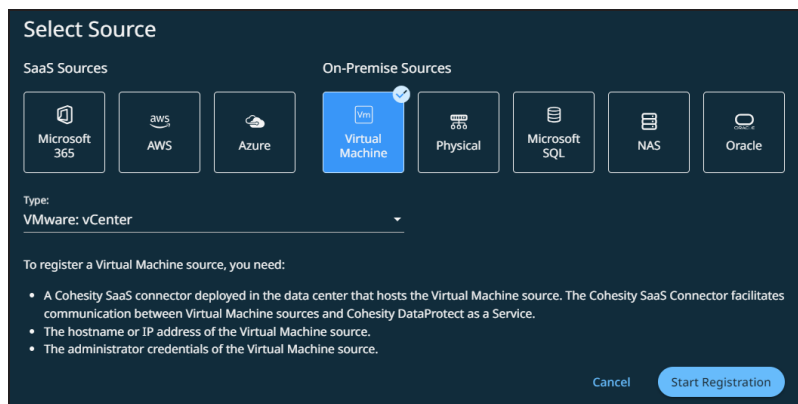 Select Source
SaaS Sources
On-Premise Sources
Microsoft
365
aws
AWS
Azure
Vm
Virtual
Machine
Physical
Microsoft
SQL
NAS
ORACLE
Oracle
Type:
VMware: vCenter
To register a Virtual Machine source, you need:
• A Cohesity SaaS connector deployed in the data center that hosts the Virtual Machine source. The Cohesity SaaS Connector facilitates
communication between Virtual Machine sources and Cohesity DataProtect as a Service.
• The hostname or IP address of the Virtual Machine source.
• The administrator credentials of the Virtual Machine source.
Cancel
Start Registration